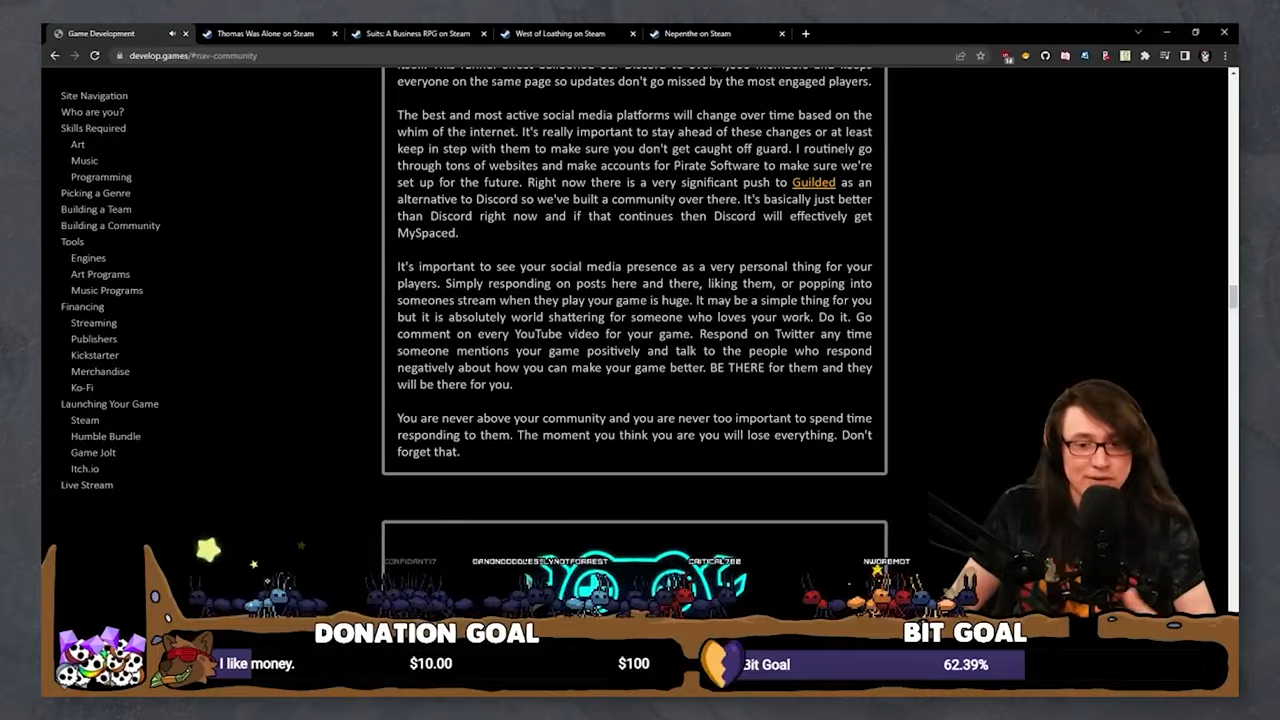 Game Development
Thomas Was Alone on Steam
Suits: A Business RPG on Steam
West of Loathing on Steam
Nepenthe on Steam
develop.games/#nav-community
14
Site Navigation
Who are you?
Skills Required
Art
Music
Programming
Picking a Genre
Building a Team
Building a Community
Tools
Engines
Art Programs
Music Programs
Financing
Streaming
Publishers
Kickstarter
Merchandise
Ko-Fi
Launching Your Game
Steam
Humble Bundle
Game Jolt
Itch.io
Live Stream
everyone on the same page so updates don't go missed by the most engaged players.
The best and most active social media platforms will change over time based on the
whim of the internet. It's really important to stay ahead of these changes or at least
keep in step with them to make sure you don't get caught off guard. I routinely go
through tons of websites and make accounts for Pirate Software to make sure we're
set up for the future. Right now there is a very significant push to Guilded as an
alternative to Discord so we've built a community over there. It's basically just better
than Discord right now and if that continues then Discord will effectively get
MySpaced.
It's important to see your social media presence as a very personal thing for your
players. Simply responding on posts here and there, liking them, or popping into
someones stream when they play your game is huge. It may be a simple thing for you
but it is absolutely world shattering for someone who loves your work. Do it. Go
comment on every YouTube video for your game. Respond on Twitter any time
someone mentions your game positively and talk to the people who respond
negatively about how you can make your game better. BE THERE for them and they
will be there for you.
You are never above your community and you are never too important to spend time
responding to them. The moment you think you are you will lose everything. Don't
forget that.
CRITICAL780
NWORBMOT
DONATION GOAL
BIT GOAL
I like money.
$10.00
$100
Bit Goal
62.39%